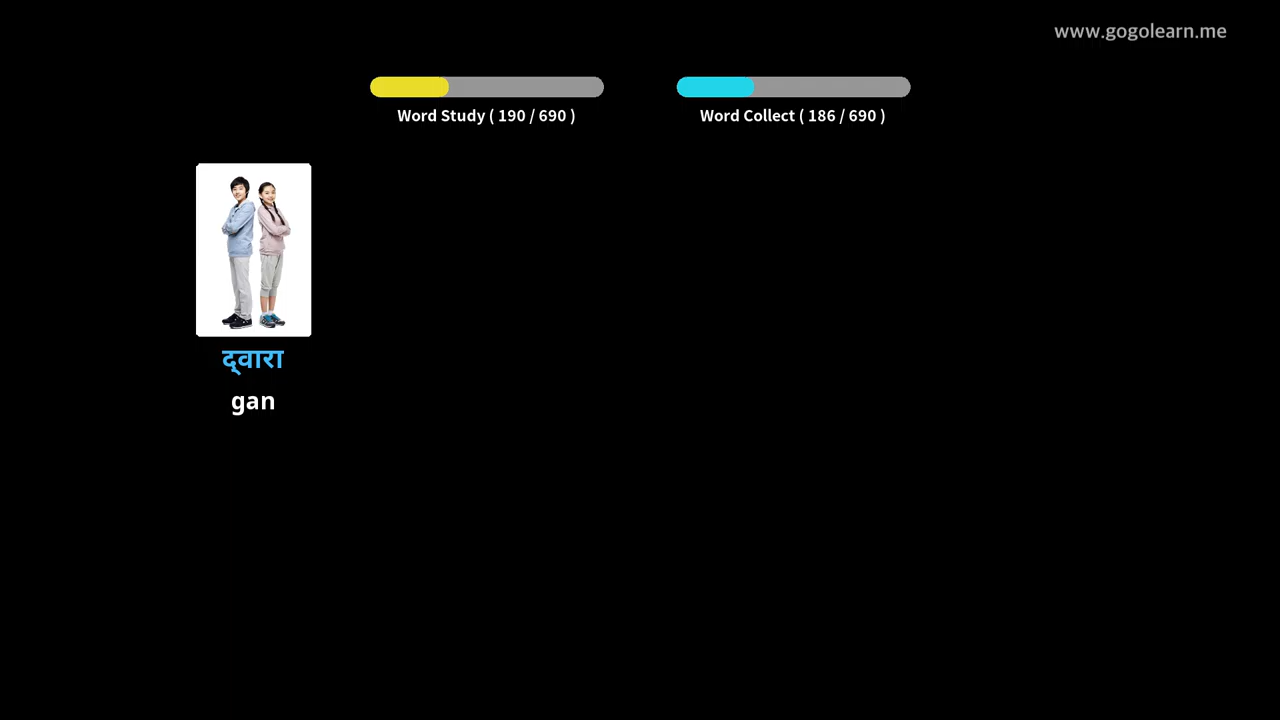 www.gogolearn.me
Word Study ( 190 / 690 )
Word Collect ( 186 / 690 )
द्वारा
gan